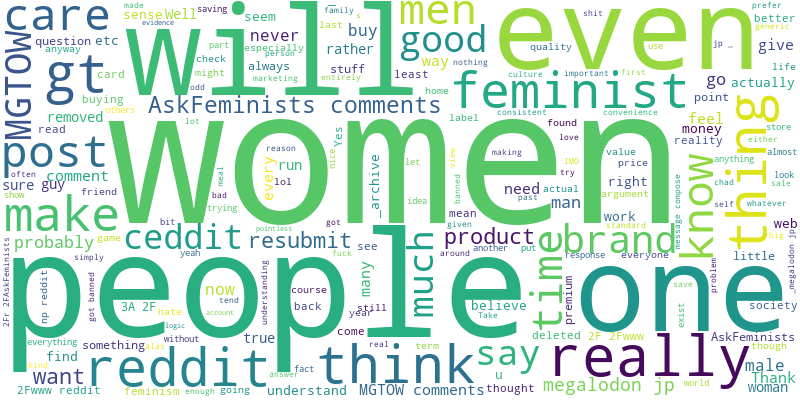 care
will
men
even
made
saving
family
s
shit
prefer
evidence
last
sense
Well
seem
buy
good
use
generic
question
etc
never
jp _
better
anyway
part
especially
person
rather
quality
give
MGTOW
gt
card
check
always
marketing
entirely
stuff
way
nothing
culture
important
first
life
might
least
go
actually
buying
odd
home
others
AskFeminists comments
feminist
thing
removed
lot
label
consistent
convenience
feel
point
read
women
Yes
found
love
value
money
store
post
reason
nice
let
making
view
price
reality
either
almost
often
comment
meal
every
run
_archive
try
two
know
anything
sure
guy
bad
lol
idea
banned
past
need
actual
right
argument
chad
look
sale
show
friend
trying
mean
man
self
whatever
make
bit
pointless
got
given
work
standard
message compose
web
big
probably
game
ceddit
resubmit
see
much
product
brand
_megalodon jp
2Fr 2FAskFeminists
simply
yeah
fuck
around
another
put
response
everyone
little
people
np reddit
got banned
now
understanding
course
many
still
time
one
problem
society
3A 2F
tend
back
year
believe
premium
save
exist
hate
account
Take
everything
something
logic
without
true
come
deleted
2F 2Fwww
AskFeminists
find
alas
real
term
really
though
kind
reddit
fact
think
say
male
want
answer
u
megalodon jp
world
Thank
2Fwww reddit
feminism
enough
going
understand
MGTOW comments
thought
woman